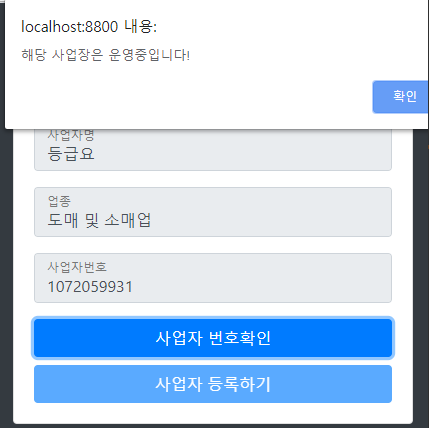 localhost:8800 내용:
해당 사업장은 운영중입니다!
확인
사업자명
등급요
업종
도매 및 소매업
사업자번호
1072059931
사업자 번호확인
사업자 등록하기